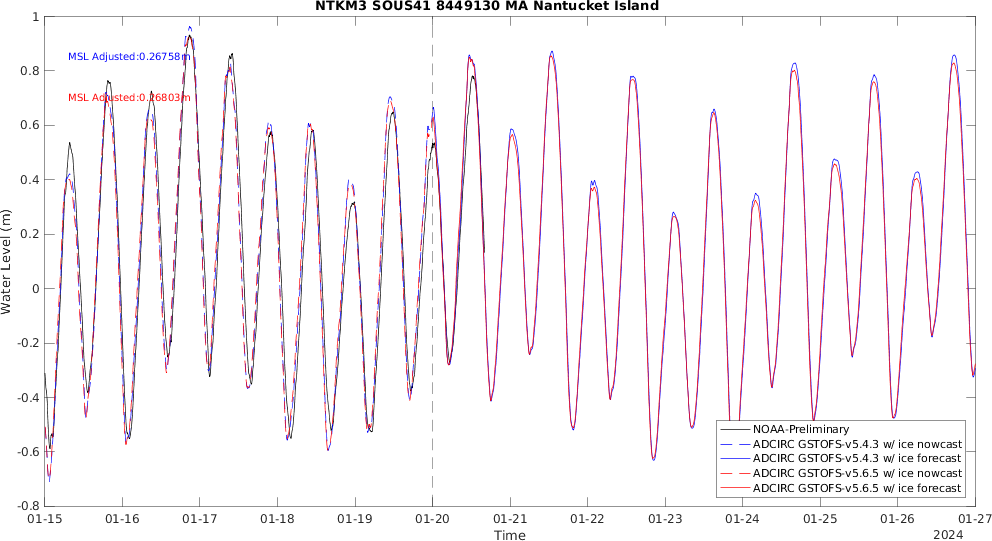 NTKM3 SOUS41 8449130 MA Nantucket Island
1
0.8
0.6
0.4
0.2
0
-0.2
-0.4
-0.6
-0.8
Water Level (m)
MSL Adjusted:0.26758m
MSL Adjusted:0.26803m
NOAA-Preliminary
ADCIRC GSTOFS-v5.4.3 w/ ice nowcast
ADCIRC GSTOFS-v5.4.3 w/ ice forecast
ADCIRC GSTOFS-v5.6.5 w/ ice nowcast
ADCIRC GSTOFS-v5.6.5 w/ ice forecast
01-15 01-16 01-17 01-18 01-19 01-20 01-21 01-22 01-23 01-24 01-25 01-26 01-27
Time
2024